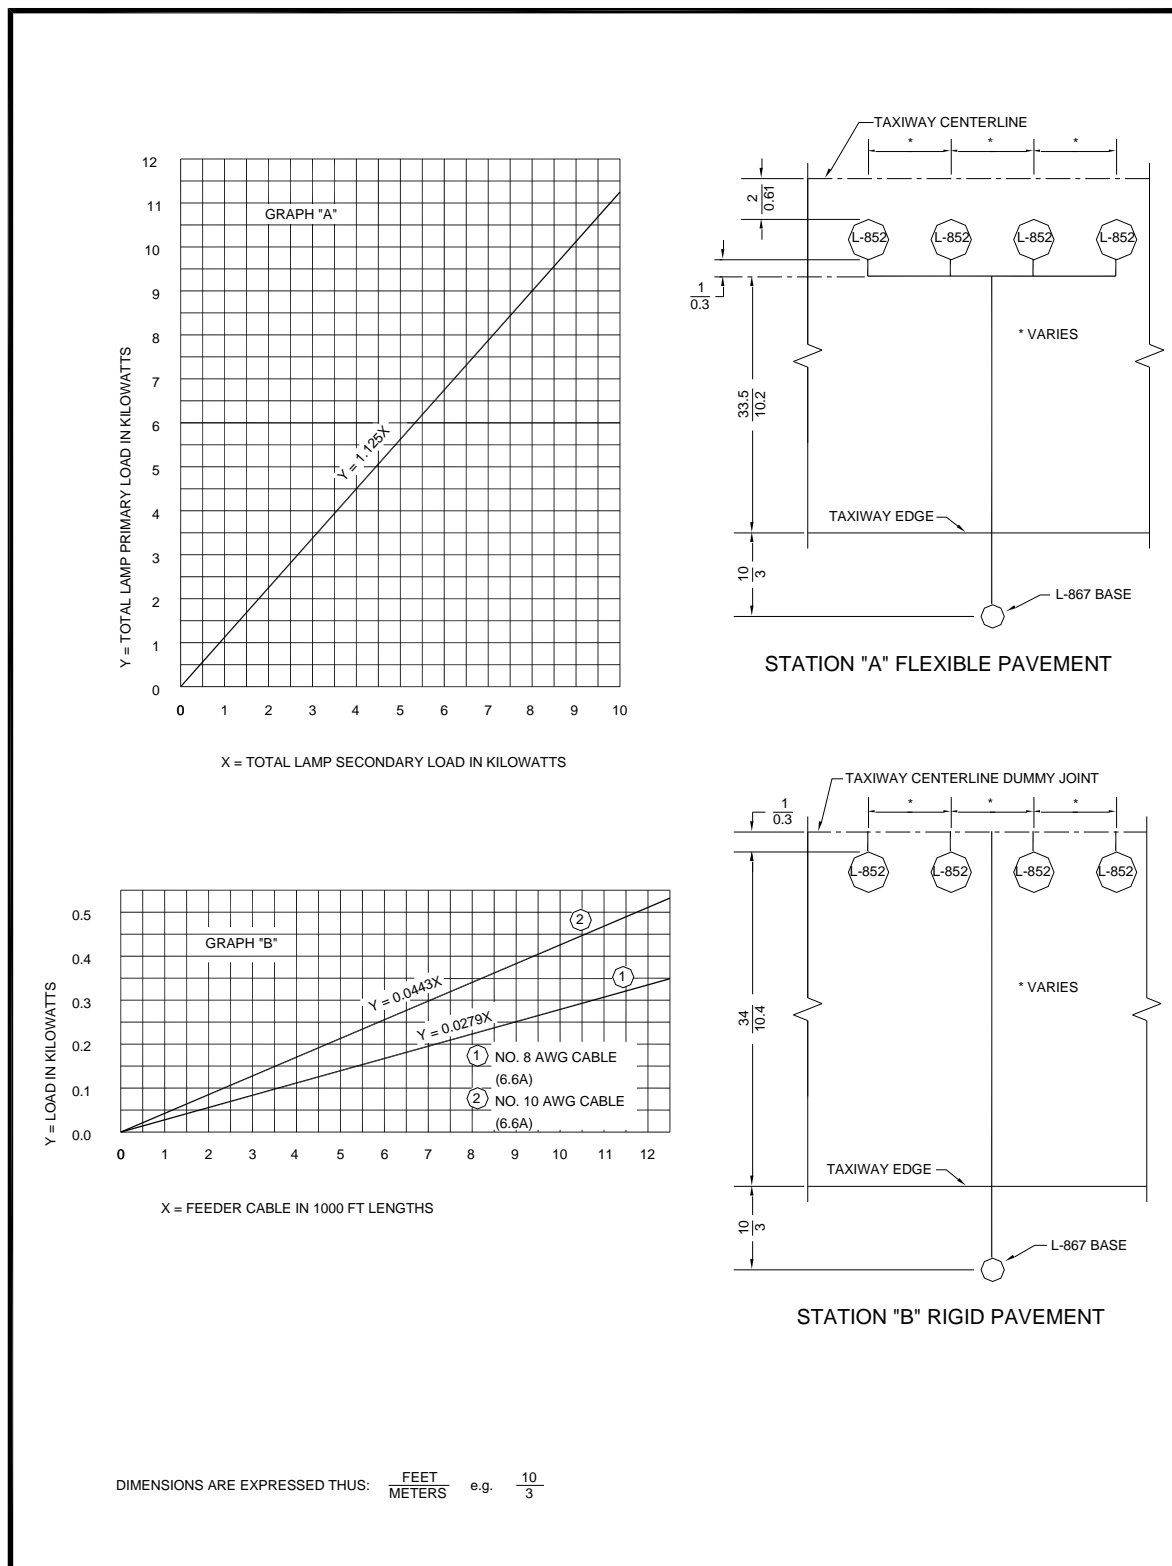 12
11
10
9
8
7
6
5
4
3
2
1
0
GRAPH "A"
Y = 1.125X
Y = TOTAL LAMP PRIMARY LOAD IN KILOWATTS
0 1 2 3 4 5 6 7 8 9 10
X = TOTAL LAMP SECONDARY LOAD IN KILOWATTS
TAXIWAY CENTERLINE
* * *
2
0.61
L-852 L-852 L-852 L-852
1
0.3
* VARIES
33.5
10.2
TAXIWAY EDGE
10
3
L-867 BASE
STATION "A" FLEXIBLE PAVEMENT
0.5
0.4
0.3
0.2
0.1
0.0
GRAPH "B"
2
1
Y = 0.0443X
Y = 0.0279X
1 NO. 8 AWG CABLE
(6.6A)
2 NO. 10 AWG CABLE
(6.6A)
Y = LOAD IN KILOWATTS
0 1 2 3 4 5 6 7 8 9 10 11 12
X = FEEDER CABLE IN 1000 FT LENGTHS
TAXIWAY CENTERLINE DUMMY JOINT
* * *
1
0.3
L-852 L-852 L-852 L-852
* VARIES
34
10.4
TAXIWAY EDGE
10
3
L-867 BASE
STATION "B" RIGID PAVEMENT
DIMENSIONS ARE EXPRESSED THUS: FEET e.g. 10
METERS 3